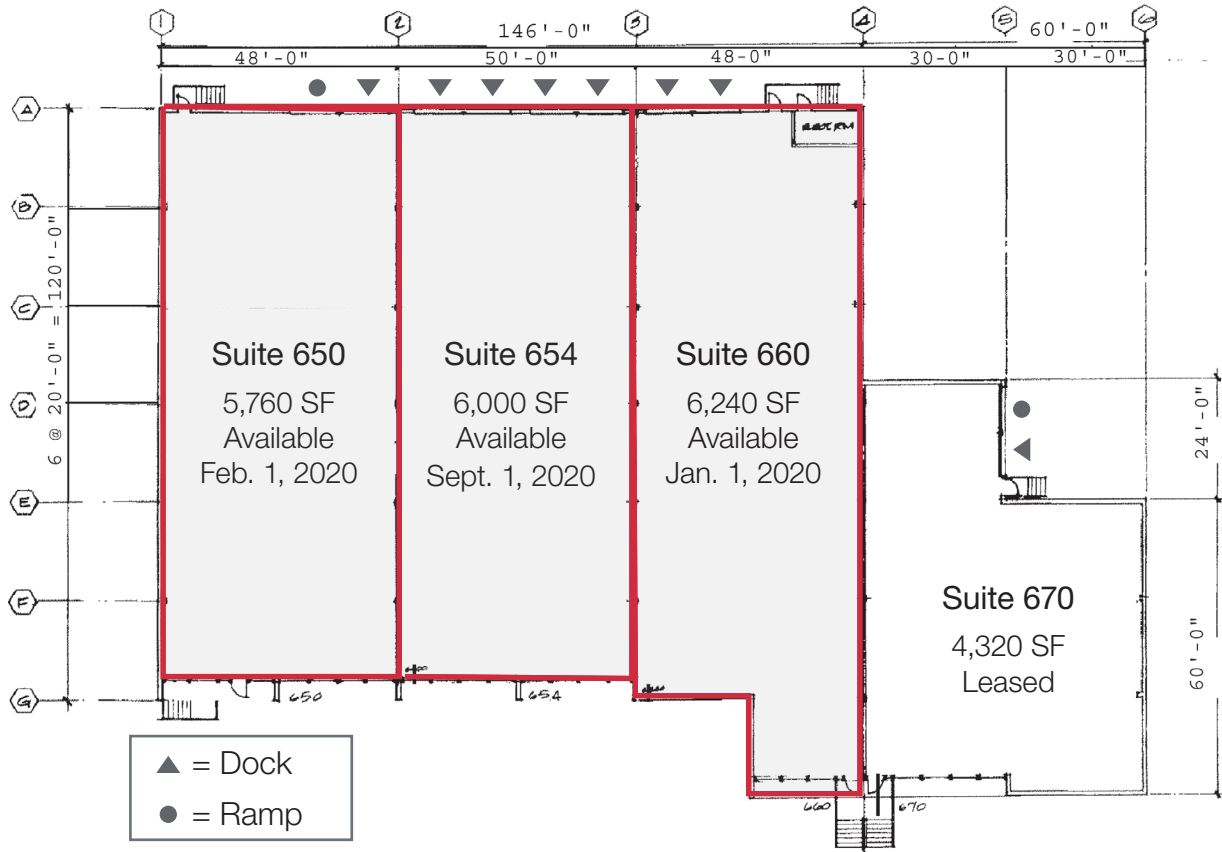 1
2
3
4
5
6
146'-0"
60'-0"
48'-0"
50'-0"
48-0"
30-0"
30'-0"
A
B
C
D
E
F
G
6 @ 20'-0" = 120'-0"
ELECT RM
Suite 650
5,760 SF
Available
Feb. 1, 2020
Suite 654
6,000 SF
Available
Sept. 1, 2020
Suite 660
6,240 SF
Available
Jan. 1, 2020
24'-0"
Suite 670
4,320 SF
Leased
60'-0"
650
654
660
670
▲ = Dock
● = Ramp